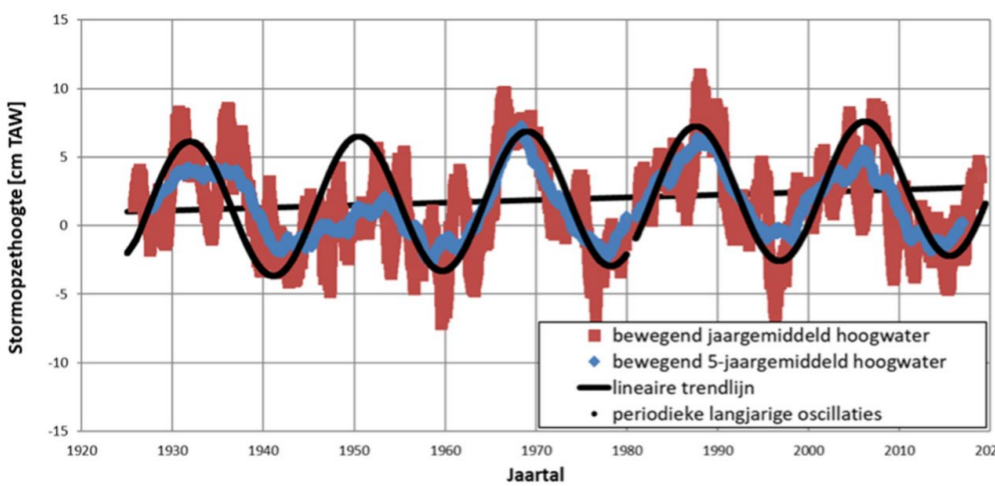 Stormopzethoogte [cm TAW]
15
10
5
0
-5
-10
-15
bewegend jaargemiddeld hoogwater
bewegend 5-jaargemiddeld hoogwater
lineaire trendlijn
periodieke langjarige oscillaties
1920 1930 1940 1950 1960 1970 1980 1990 2000 2010 202
Jaartal